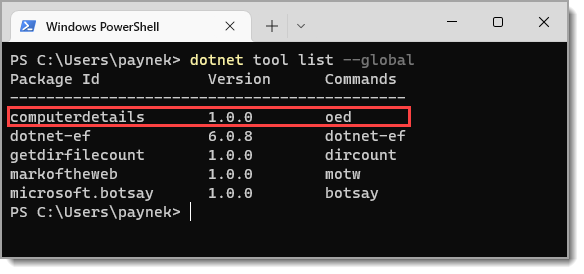 Windows PowerShell
PS C:\Users\paynek> dotnet tool list --global
Package Id Version Commands
--------------------------------------------
computerdetails 1.0.0 oed
dotnet-ef 6.0.8 dotnet-ef
getdirfilecount 1.0.0 dircount
markoftheweb 1.0.0 motw
microsoft.botsay 1.0.0 botsay
PS C:\Users\paynek>